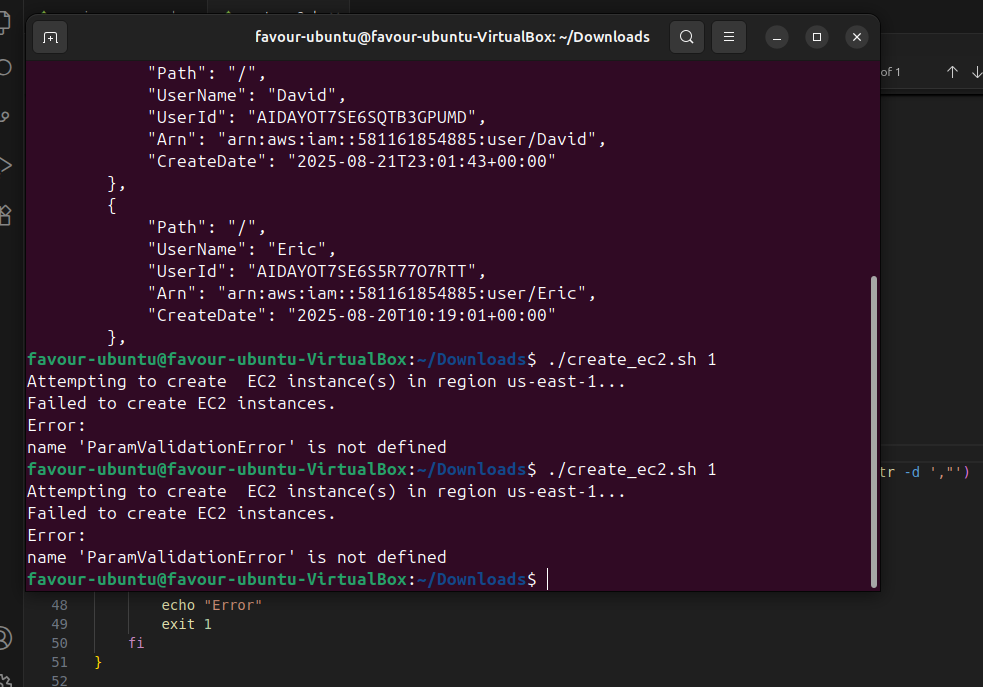 favour-ubuntu@favour-ubuntu-VirtualBox: ~/Downloads
of 1
"Path": "/",
"UserName": "David",
"UserId": "AIDAYOT7SE6SQTB3GPUMD",
"Arn": "arn:aws:iam::581161854885:user/David",
"CreateDate": "2025-08-21T23:01:43+00:00"
},
{
"Path": "/",
"UserName": "Eric",
"UserId": "AIDAYOT7SE6S5R77O7RTT",
"Arn": "arn:aws:iam::581161854885:user/Eric",
"CreateDate": "2025-08-20T10:19:01+00:00"
},
favour-ubuntu@favour-ubuntu-VirtualBox:~/Downloads$ ./create_ec2.sh 1
Attempting to create  EC2 instance(s) in region us-east-1...
Failed to create EC2 instances.
Error:
name 'ParamValidationError' is not defined
favour-ubuntu@favour-ubuntu-VirtualBox:~/Downloads$ ./create_ec2.sh 1
tr -d ',"')
Attempting to create  EC2 instance(s) in region us-east-1...
Failed to create EC2 instances.
Error:
name 'ParamValidationError' is not defined
favour-ubuntu@favour-ubuntu-VirtualBox:~/Downloads$
48 echo "Error"
49 exit 1
50 fi
51 }
52